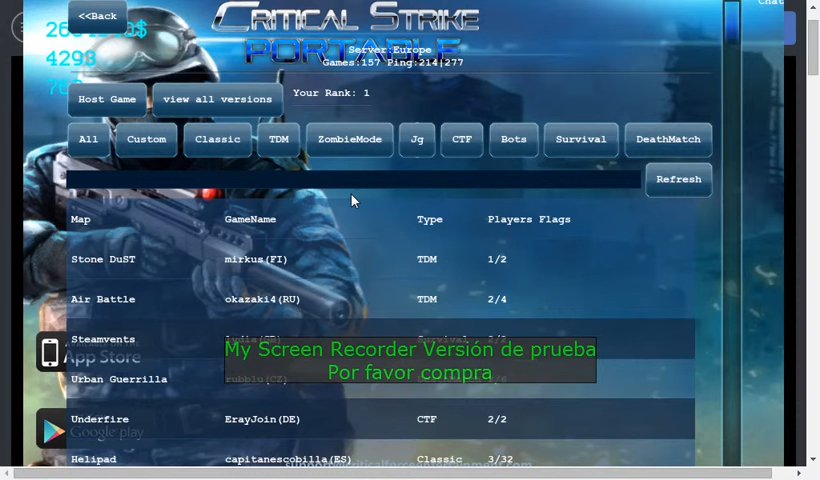 Chat
<<Back
CRITICAL STRIKE
PORTABLE
4293
Server:Europe
Games:157 Ping:214|277
Host Game
view all versions
Your Rank: 1
All
Custom
Classic
TDM
ZombieMode
Jg
CTF
Bots
Survival
DeathMatch
Refresh
Map GameName Type Players Flags
Stone DuST mirkus(FI) TDM 1/2
Air Battle okazaki4(RU) TDM 2/4
Steamvents
App Store
My Screen Recorder Versión de prueba
Por favor compra
Urban Guerrilla rubblu(CZ)
Underfire ErayJoin(DE) CTF 2/2
Google play
Helipad capitanescobilla(ES) Classic 3/32